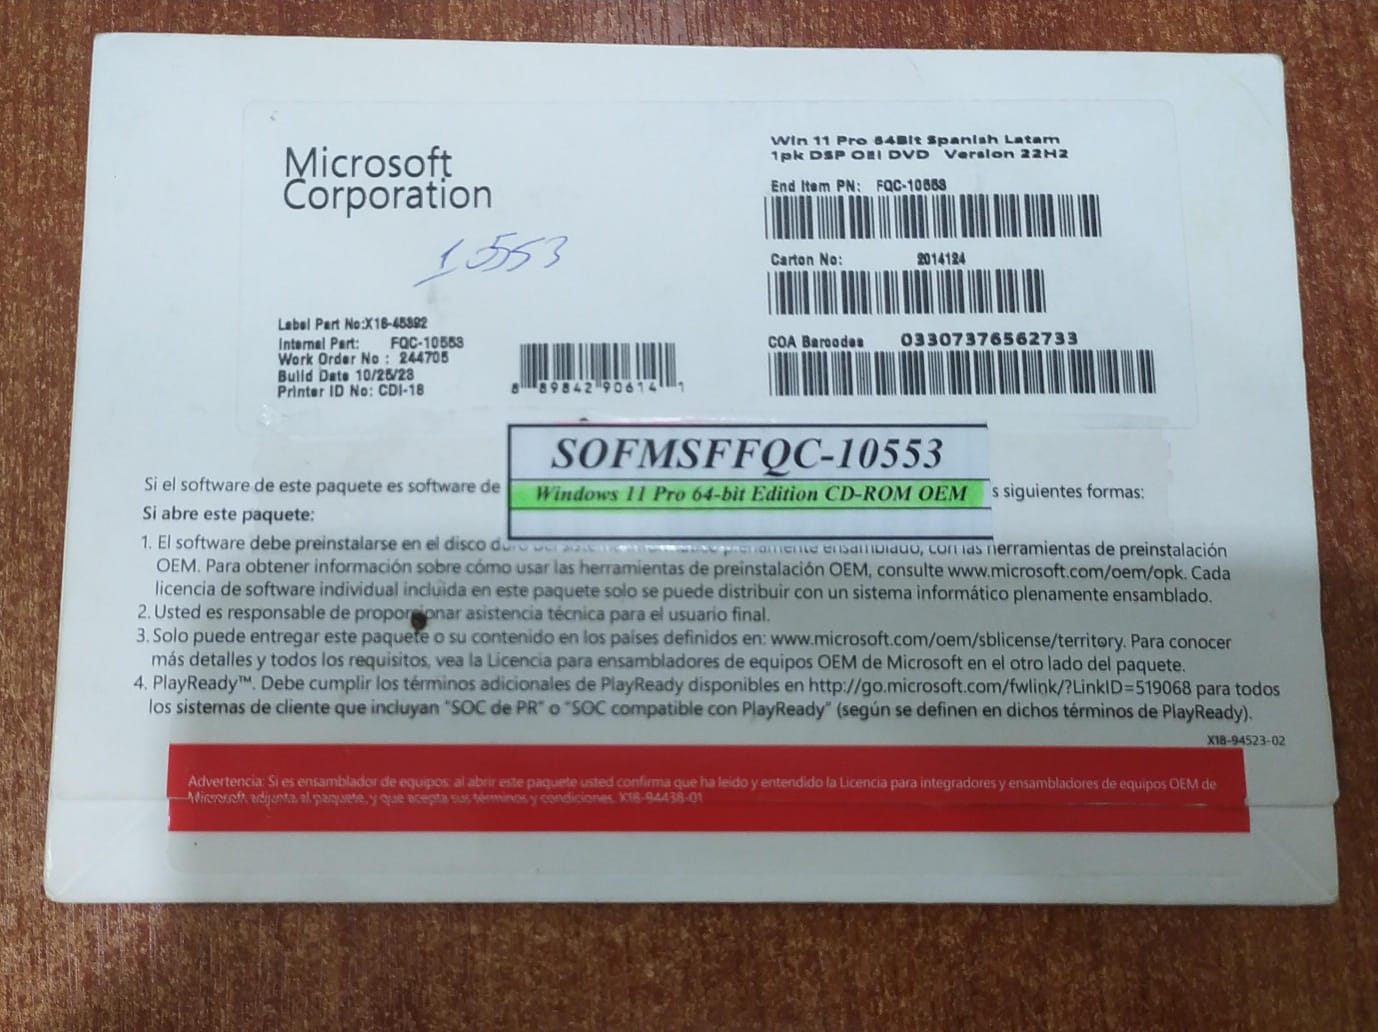 Microsoft
Corporation
10553
Label Part No:X16-45392
Internal Part: FQC-10553
Work Order No : 244705
Build Date 10/25/23
Printer ID No: CDI-18
8 89842 90614 1
Win 11 Pro 64Bit Spanish Latam
1pk DSP OEI DVD Version 22H2
End Item PN: FQC-10553
Carton No: 2014124
COA Barcodes 03307376562733
SOFMSFFQC-10553
Windows 11 Pro 64-bit Edition CD-ROM OEM
Si el software de este paquete es software de s siguientes formas:
Si abre este paquete:
1. El software debe preinstalarse en el disco ensamblado, con las herramientas de preinstalación
OEM. Para obtener información sobre cómo usar las herramientas de preinstalación OEM, consulte www.microsoft.com/oem/opk. Cada
licencia de software individual incluida en este paquete solo se puede distribuir con un sistema informático plenamente ensamblado.
2. Usted es responsable de proporcionar asistencia técnica para el usuario final.
3. Solo puede entregar este paquete o su contenido en los países definidos en: www.microsoft.com/oem/sblicense/territory. Para conocer
más detalles y todos los requisitos, vea la Licencia para ensambladores de equipos OEM de Microsoft en el otro lado del paquete.
4. PlayReady™. Debe cumplir los términos adicionales de PlayReady disponibles en http://go.microsoft.com/fwlink/?LinkID=519068 para todos
los sistemas de cliente que incluyan "SOC de PR" o "SOC compatible con PlayReady" (según se definen en dichos términos de PlayReady).
X18-94523-02
Advertencia: Si es ensamblador de equipos: al abrir este paquete usted confirma que ha leído y entendido la Licencia para integradores y ensambladores de equipos OEM de
Microsoft adjunta al paquete, y que acepta sus términos y condiciones. X18-94438-01